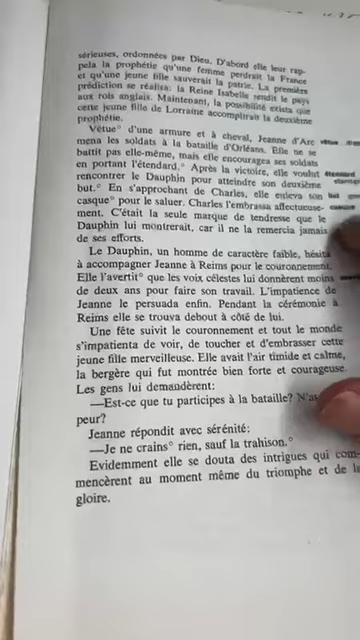 sérieuses, ordonnées par Dieu. D'abord elle leur rap-
pela la prophétie qu'une femme perdrait la France
et qu'une jeune fille sauverait la patrie. La première
prédiction se réalisa: la Reine Isabelle rendit le pays
aux rois anglais. Maintenant, la possibilité exista que
cette jeune fille de Lorraine accomplirait la deuxième
prophétie.
Vêtue° d'une armure et à cheval, Jeanne d'Arc
mena les soldats à la bataille d'Orléans. Elle ne se
battit pas elle-même, mais elle encouragea ses soldats
en portant l'étendard.° Après la victoire, elle voulut
rencontrer le Dauphin pour atteindre son deuxième
but.° En s'approchant de Charles, elle enleva son
casque° pour le saluer. Charles l'embrassa affectueuse-
ment. C'était la seule marque de tendresse que le
Dauphin lui montrerait, car il ne la remercia jamais
de ses efforts.
Le Dauphin, un homme de caractère faible, hésita
à accompagner Jeanne à Reims pour le couronnement.
Elle l'avertit° que les voix célestes lui donnèrent moins
de deux ans pour faire son travail. L'impatience de
Jeanne le persuada enfin. Pendant la cérémonie à
Reims elle se trouva debout à côté de lui.
Une fête suivit le couronnement et tout le monde
s'impatienta de voir, de toucher et d'embrasser cette
jeune fille merveilleuse. Elle avait l'air timide et calme,
la bergère qui fut montrée bien forte et courageuse.
Les gens lui demandèrent:
—Est-ce que tu participes à la bataille?
peur?
Jeanne répondit avec sérénité:
—Je ne crains° rien, sauf la trahison.°
Evidemment elle se douta des intrigues qui com-
mencèrent au moment même du triomphe et de la
gloire.